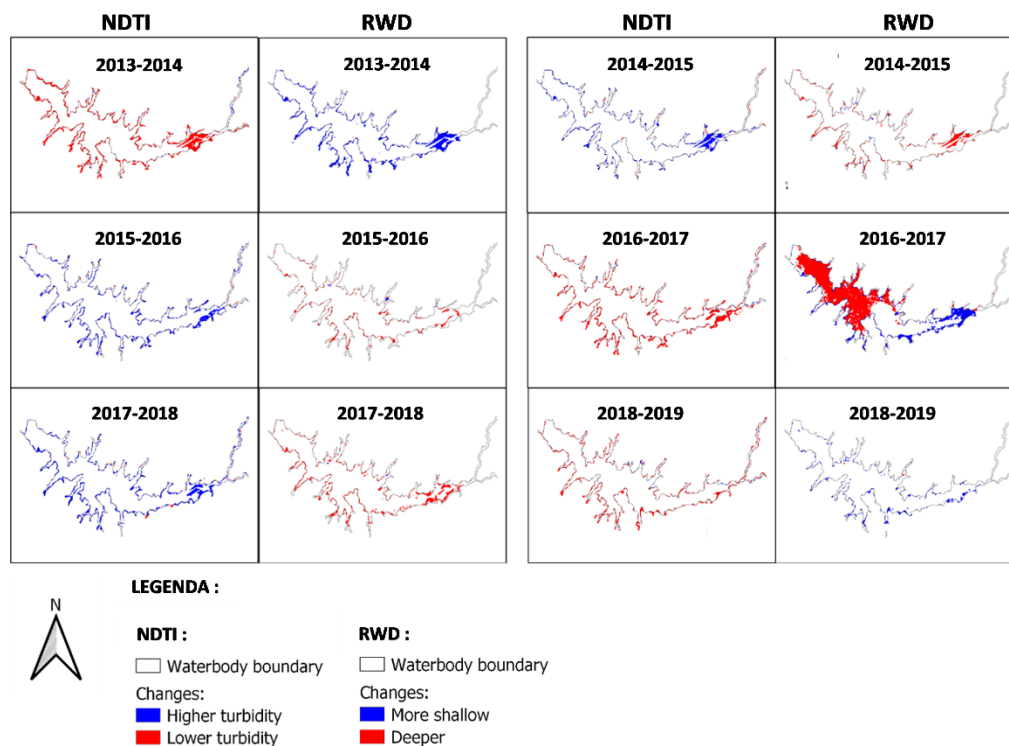 NDTI RWD NDTI RWD
2013-2014 2013-2014 2014-2015 2014-2015
2015-2016 2015-2016 2016-2017 2016-2017
2017-2018 2017-2018 2018-2019 2018-2019
LEGENDA :
N
NDTI : RWD :
Waterbody boundary Waterbody boundary
Changes: Changes:
Higher turbidity More shallow
Lower turbidity Deeper